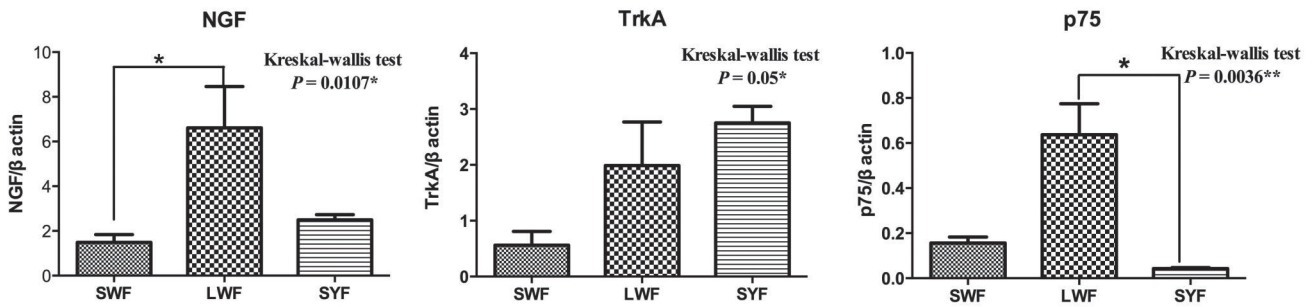 NGF
NGF/β actin
10
8
6
4
2
0
*
Kreskal-wallis test
P = 0.0107*
SWF
LWF
SYF
TrkA
TrkA/β actin
4
3
2
1
0
Kreskal-wallis test
P = 0.05*
SWF
LWF
SYF
p75
p75/β actin
1.0
0.8
0.6
0.4
0.2
0.0
*
Kreskal-wallis test
P = 0.0036**
SWF
LWF
SYF